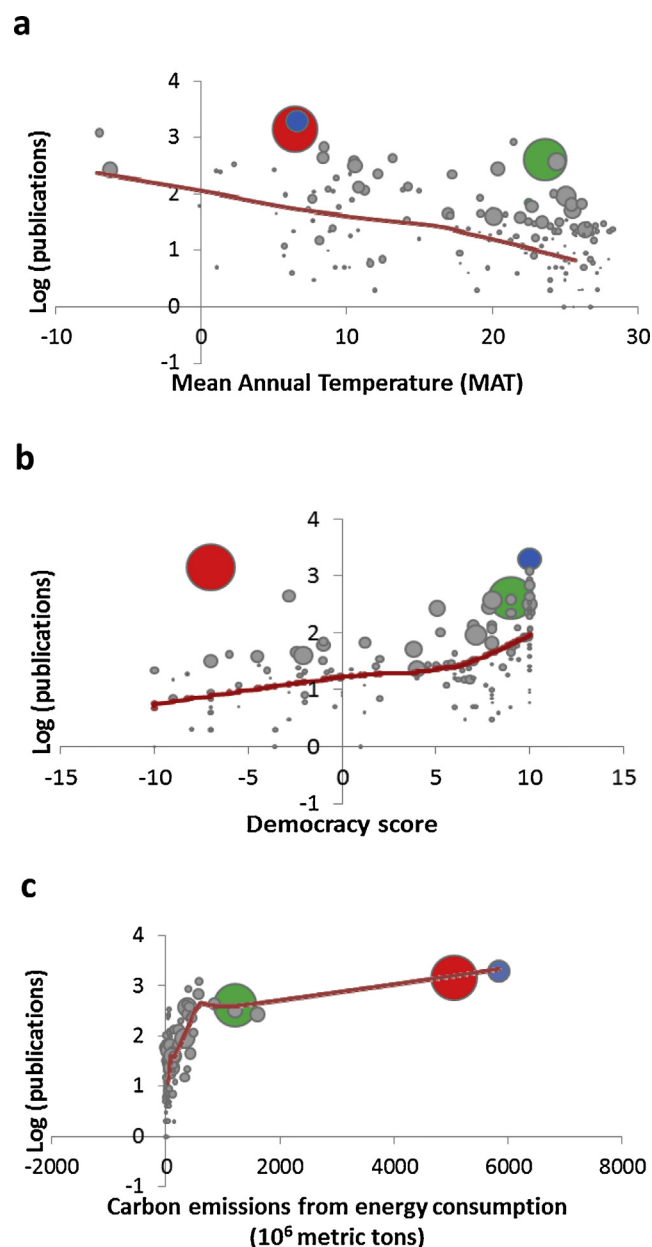 a
4
3
2
1
0
-10 0 10 20 30
-1
Log (publications)
Mean Annual Temperature (MAT)
b
4
3
2
1
0
-15 -10 -5 0 5 10 15
-1
Log (publications)
Democracy score
c
4
3
2
1
0
-2000 0 2000 4000 6000 8000
-1
Log (publications)
Carbon emissions from energy consumption
(10⁶ metric tons)